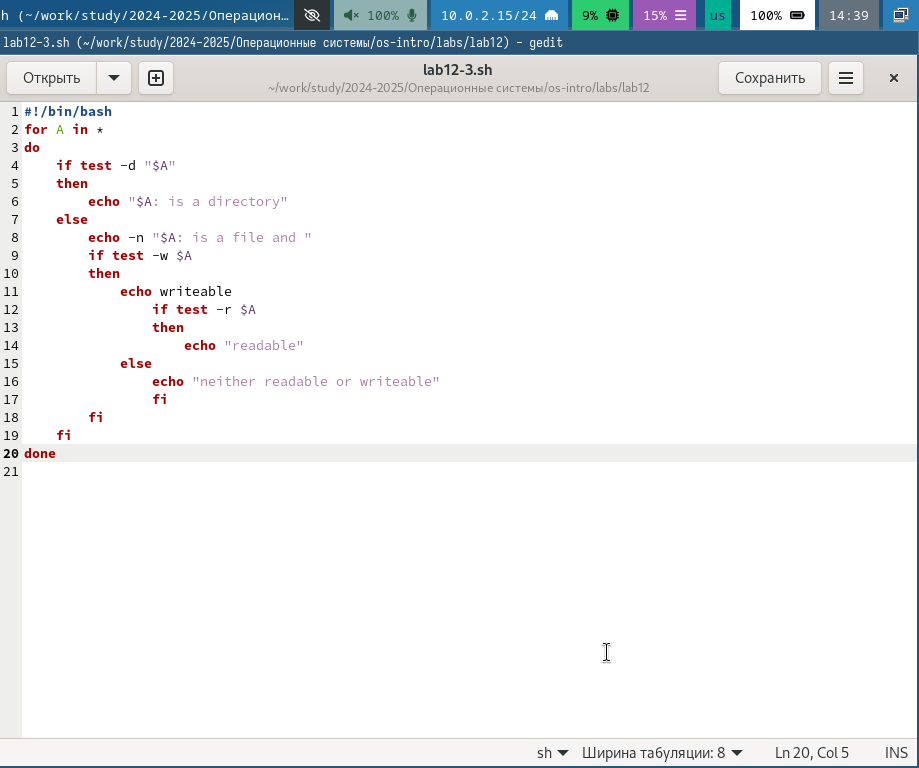 h (~/work/study/2024-2025/Операцион… 100% 10.0.2.15/24 9% 15% us 100% 14:39
lab12-3.sh (~/work/study/2024-2025/Операционные системы/os-intro/labs/lab12) - gedit
Открыть lab12-3.sh Сохранить
~/work/study/2024-2025/Операционные системы/os-intro/labs/lab12
1 #!/bin/bash
2 for A in *
3 do
4     if test -d "$A"
5     then
6         echo "$A: is a directory"
7     else
8         echo -n "$A: is a file and "
9         if test -w $A
10         then
11             echo writeable
12                 if test -r $A
13                 then
14                     echo "readable"
15             else
16                 echo "neither readable or writeable"
17                 fi
18         fi
19     fi
20 done
21
sh Ширина табуляции: 8 Ln 20, Col 5 INS